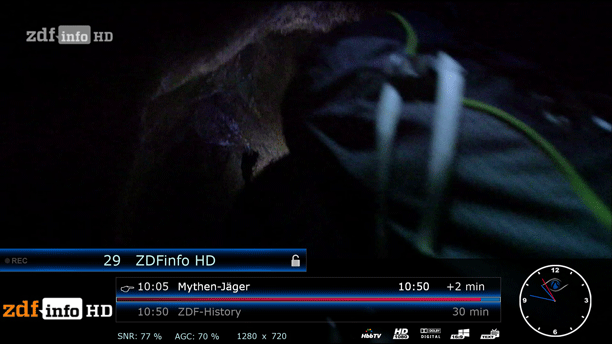 zdf-info HD
REC
29 ZDFinfo HD
10:05 Mythen-Jäger 10:50 +2 min
zdf-info HD
10:50 ZDF-History 30 min
SNR: 77 % AGC: 70 % 1280 x 720 HbbTV HD 1080 DOLBY DIGITAL TEXT
12
3
6
9